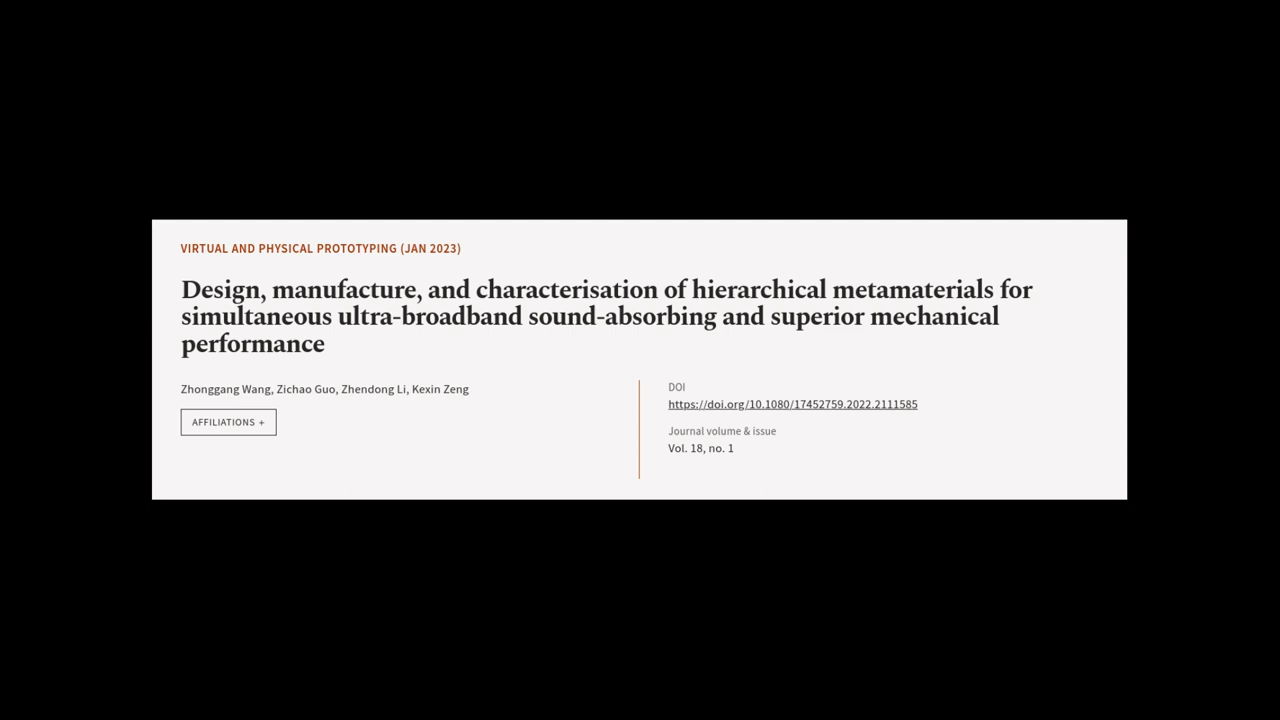 VIRTUAL AND PHYSICAL PROTOTYPING (JAN 2023)
Design, manufacture, and characterisation of hierarchical metamaterials for
simultaneous ultra-broadband sound-absorbing and superior mechanical
performance
Zhonggang Wang, Zichao Guo, Zhendong Li, Kexin Zeng
AFFILIATIONS +
DOI
https://doi.org/10.1080/17452759.2022.2111585
Journal volume & issue
Vol. 18, no. 1